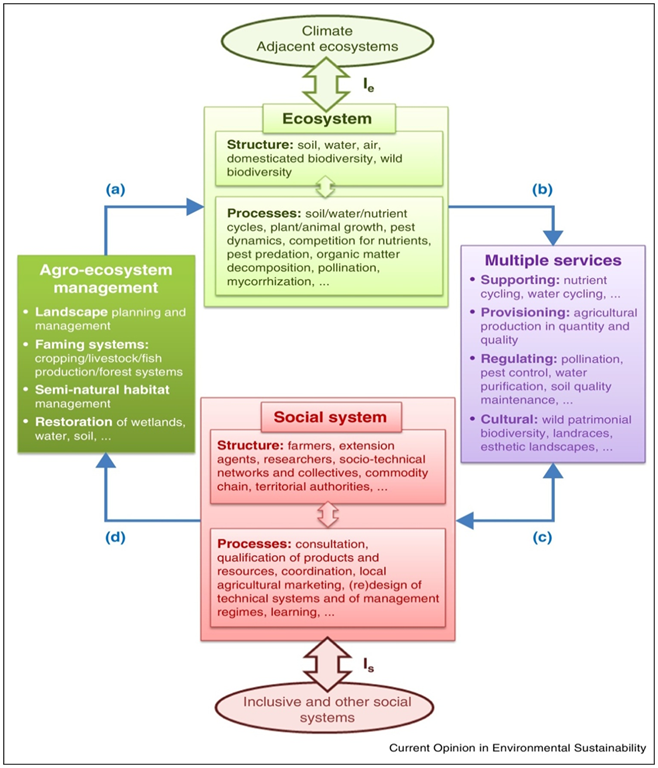 Climate
Adjacent ecosystems
Ie
Ecosystem
Structure: soil, water, air,
domesticated biodiversity, wild
biodiversity
(a)
(b)
Processes: soil/water/nutrient
cycles, plant/animal growth, pest
dynamics, competition for nutrients,
pest predation, organic matter
decomposition, pollination,
mycorrhization, ...
Agro-ecosystem
management
• Landscape planning and
management
• Faming systems:
cropping/livestock/fish
production/forest systems
• Semi-natural habitat
management
• Restoration of wetlands,
water, soil, ...
Multiple services
• Supporting: nutrient
cycling, water cycling, ...
• Provisioning: agricultural
production in quantity and
quality
• Regulating: pollination,
pest control, water
purification, soil quality
maintenance, ...
• Cultural: wild patrimonial
biodiversity, landraces,
esthetic landscapes, ...
Social system
Structure: farmers, extension
agents, researchers, socio-technical
networks and collectives, commodity
chain, territorial authorities, ...
(d)
(c)
Processes: consultation,
qualification of products and
resources, coordination, local
agricultural marketing, (re)design of
technical systems and of management
regimes, learning, ...
Is
Inclusive and other social
systems
Current Opinion in Environmental Sustainability